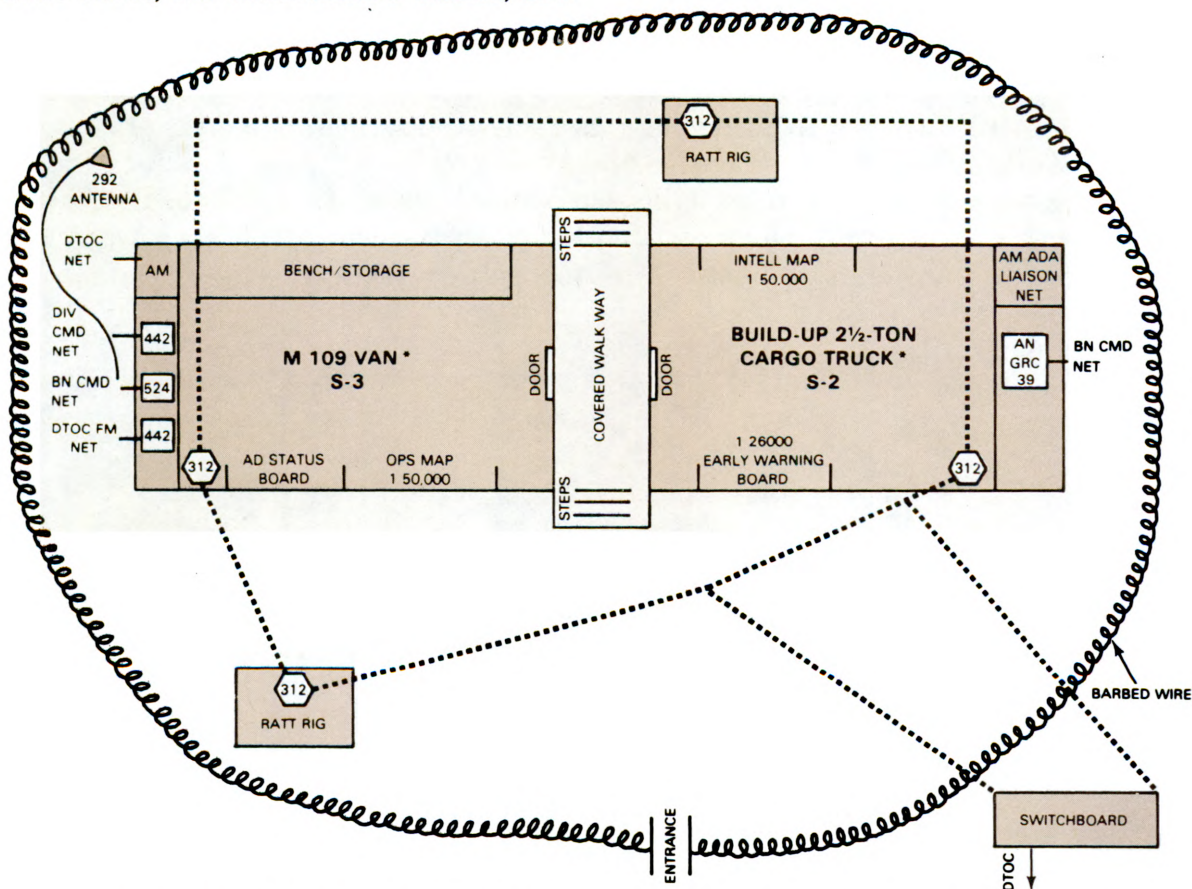 312
RATT RIG
292
ANTENNA
DTOC
NET
AM
BENCH/STORAGE
STEPS
INTELL MAP
1 50,000
AM ADA
LIAISON
NET
DIV
CMD
NET
442
M 109 VAN*
S-3
DOOR
COVERED WALK WAY
DOOR
BUILD-UP 2½-TON
CARGO TRUCK*
S-2
AN
GRC
39
BN CMD
NET
BN CMD
NET
524
DTOC FM
NET
442
312
AD STATUS
BOARD
OPS MAP
1 50,000
STEPS
1 26000
EARLY WARNING
BOARD
312
312
RATT RIG
BARBED WIRE
SWITCHBOARD
ENTRANCE
DTOC